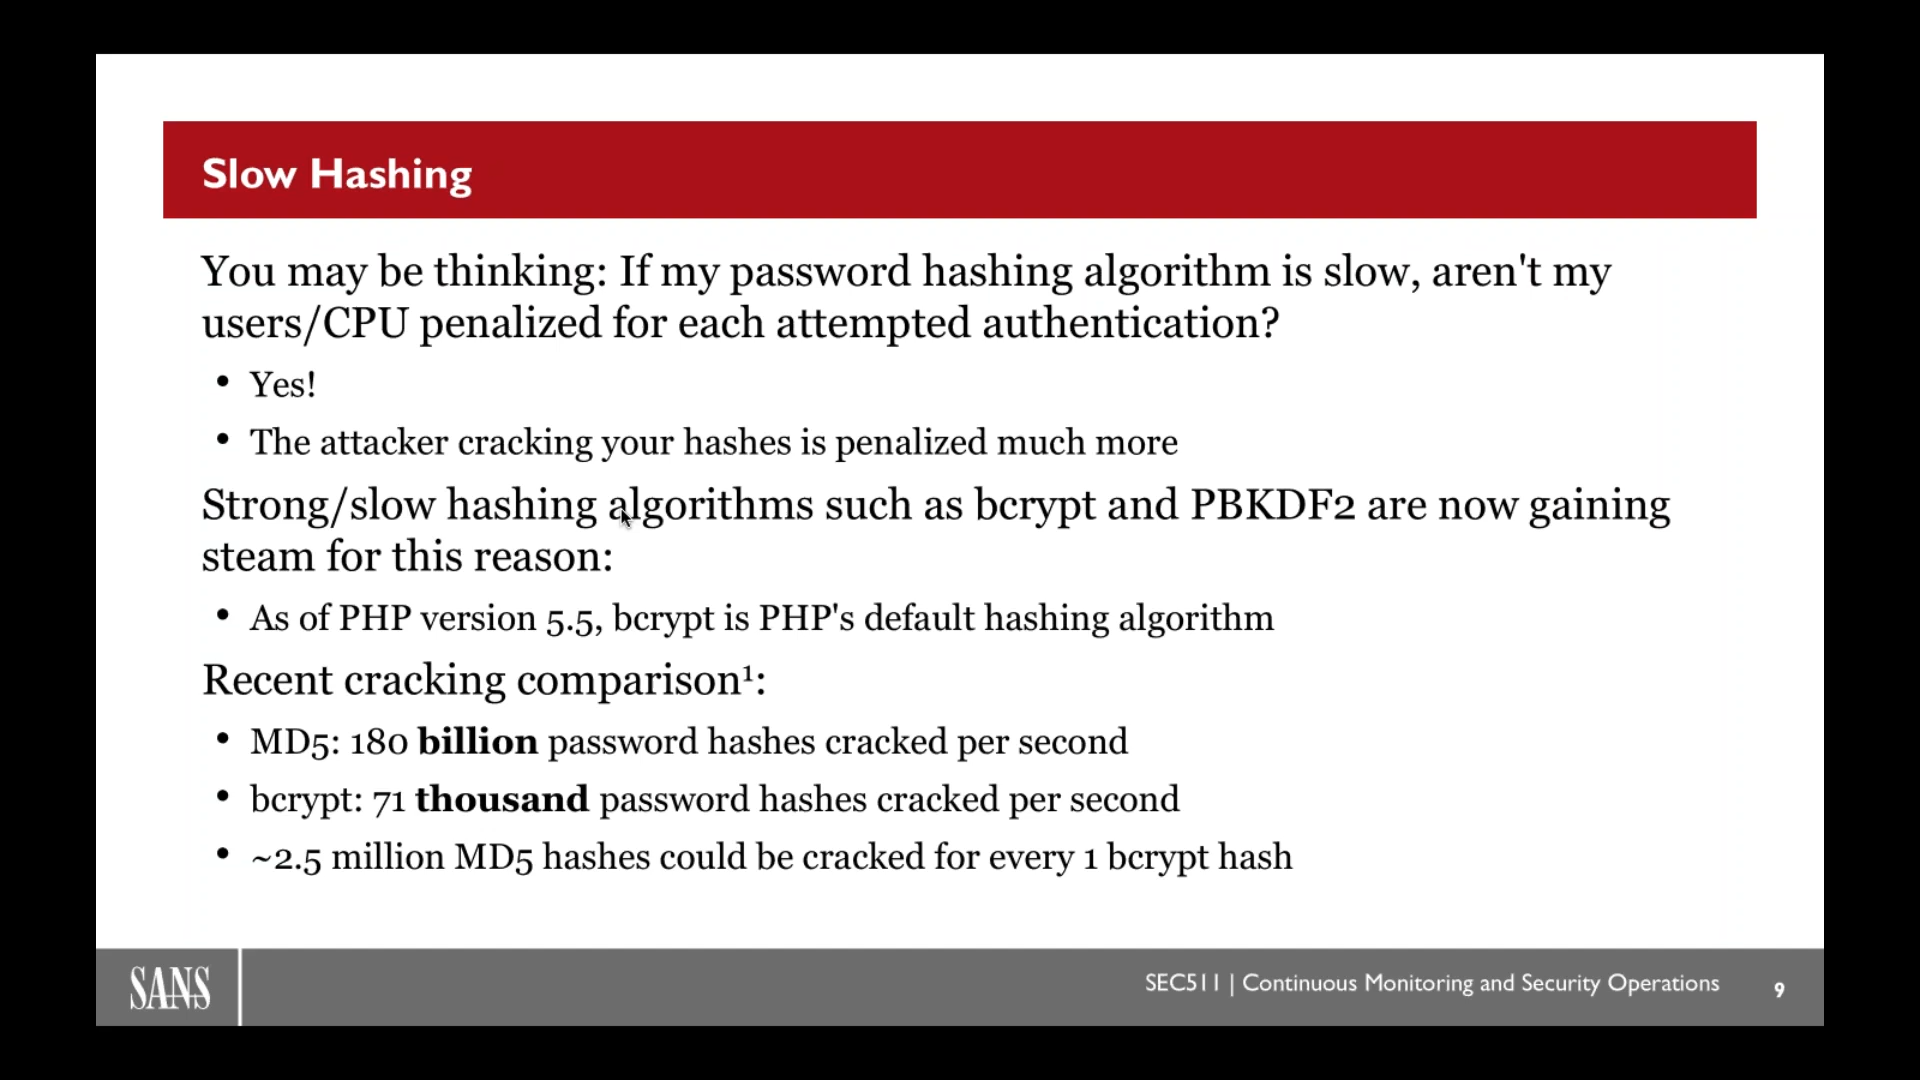 Slow Hashing
You may be thinking: If my password hashing algorithm is slow, aren't my
users/CPU penalized for each attempted authentication?
• Yes!
• The attacker cracking your hashes is penalized much more
Strong/slow hashing algorithms such as bcrypt and PBKDF2 are now gaining
steam for this reason:
• As of PHP version 5.5, bcrypt is PHP's default hashing algorithm
Recent cracking comparison¹:
• MD5: 180 billion password hashes cracked per second
• bcrypt: 71 thousand password hashes cracked per second
• ~2.5 million MD5 hashes could be cracked for every 1 bcrypt hash
SANS
SEC511 | Continuous Monitoring and Security Operations
9